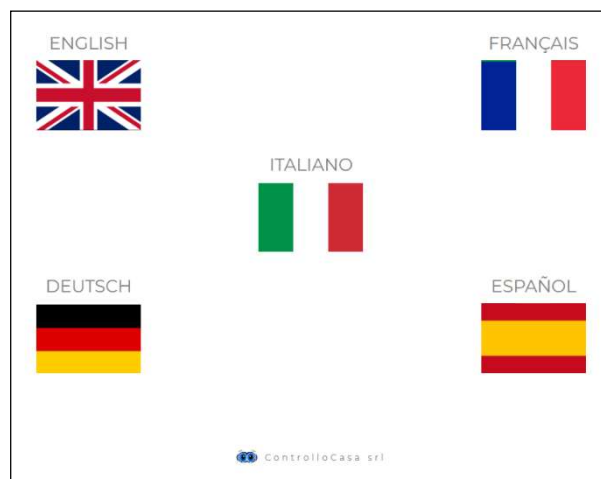 ENGLISH
FRANÇAIS
ITALIANO
DEUTSCH
ESPAÑOL
ControlloCasa srl